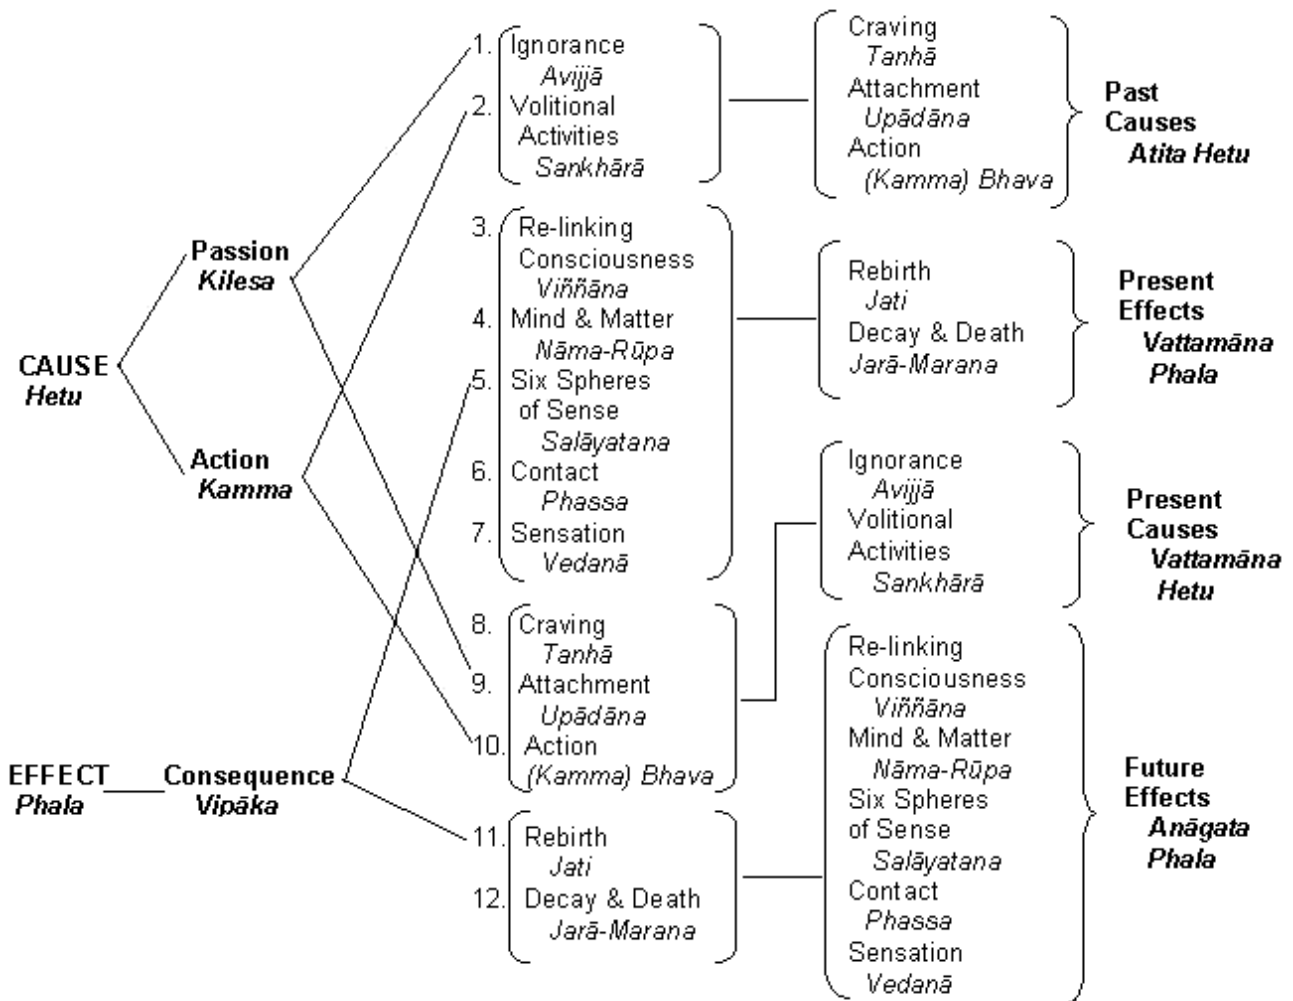 CAUSE
Hetu
EFFECT
Phala
Passion
Kilesa
Action
Kamma
Consequence
Vipāka
1. Ignorance
Avijjā
2. Volitional
Activities
Sankhārā
3. Re-linking
Consciousness
Viññāna
4. Mind & Matter
Nāma-Rūpa
5. Six Spheres
of Sense
Salāyatana
6. Contact
Phassa
7. Sensation
Vedanā
8. Craving
Tanhā
9. Attachment
Upādāna
10. Action
(Kamma) Bhava
11. Rebirth
Jati
12. Decay & Death
Jarā-Marana
Craving
Tanhā
Attachment
Upādāna
Action
(Kamma) Bhava
Rebirth
Jati
Decay & Death
Jarā-Marana
Ignorance
Avijjā
Volitional
Activities
Sankhārā
Re-linking
Consciousness
Viññāna
Mind & Matter
Nāma-Rūpa
Six Spheres
of Sense
Salāyatana
Contact
Phassa
Sensation
Vedanā
Past
Causes
Atita Hetu
Present
Effects
Vattamāna
Phala
Present
Causes
Vattamāna
Hetu
Future
Effects
Anāgata
Phala